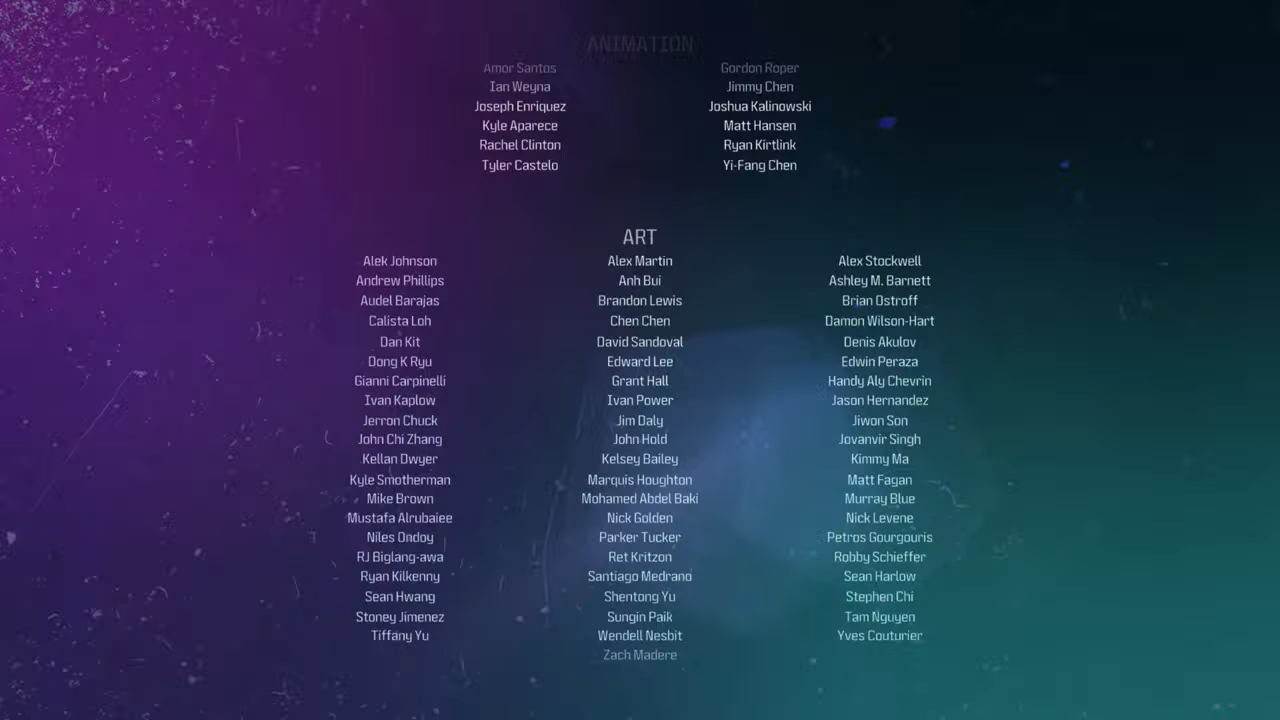 ANIMATION
Amor Santos Gordon Roper
Ian Weyna Jimmy Chen
Joseph Enriquez Joshua Kalinowski
Kyle Aparece Matt Hansen
Rachel Clinton Ryan Kirtlink
Tyler Castelo Yi-Fang Chen
ART
Alek Johnson Alex Martin Alex Stockwell
Andrew Phillips Anh Bui Ashley M. Barnett
Audel Barajas Brandon Lewis Brian Ostroff
Calista Loh Chen Chen Damon Wilson-Hart
Dan Kit David Sandoval Denis Akulov
Dong K Ryu Edward Lee Edwin Peraza
Gianni Carpinelli Grant Hall Handy Aly Chevrin
Ivan Kaplow Ivan Power Jason Hernandez
Jerron Chuck Jim Daly Jiwon Son
John Chi Zhang John Hold Jovanvir Singh
Kellan Dwyer Kelsey Bailey Kimmy Ma
Kyle Smotherman Marquis Houghton Matt Fagan
Mike Brown Mohamed Abdel Baki Murray Blue
Mustafa Alrubaiee Nick Golden Nick Levene
Niles Ondoy Parker Tucker Petros Gourgouris
RJ Biglang-awa Ret Kritzon Robby Schieffer
Ryan Kilkenny Santiago Medrano Sean Harlow
Sean Hwang Shentong Yu Stephen Chi
Stoney Jimenez Sungin Paik Tam Nguyen
Tiffany Yu Wendell Nesbit Yves Couturier
Zach Madere